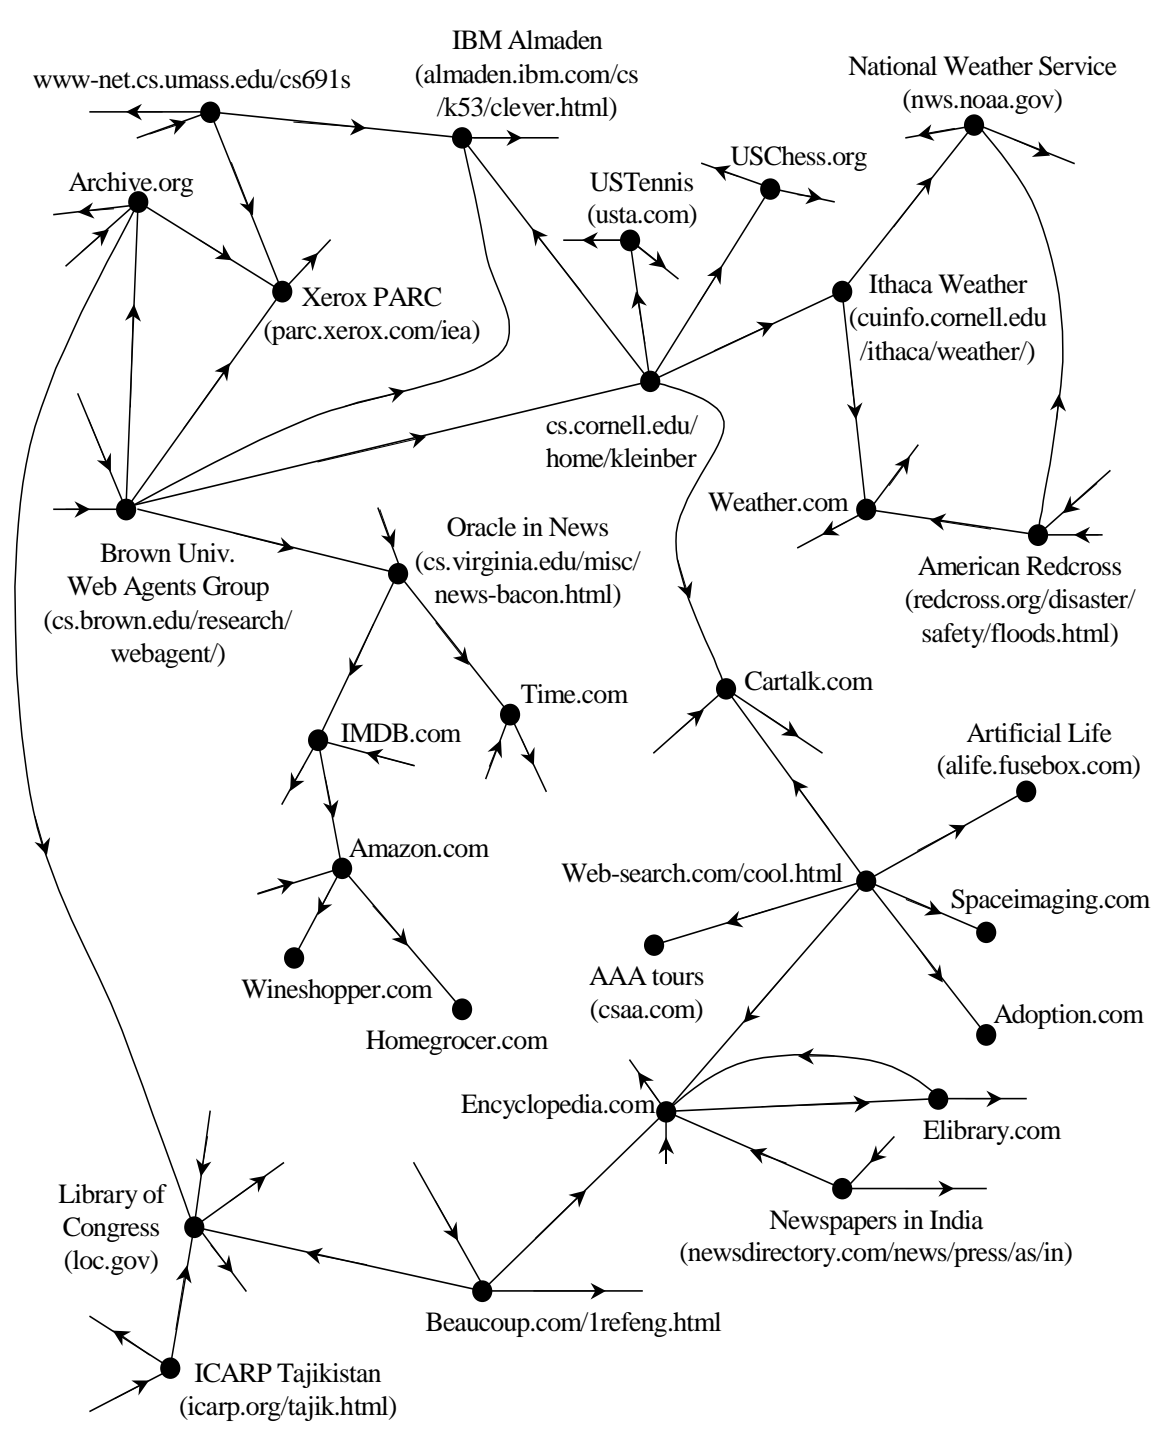 IBM Almaden
(almaden.ibm.com/cs
/k53/clever.html)
www-net.cs.umass.edu/cs691s
National Weather Service
(nws.noaa.gov)
USChess.org
Archive.org
USTennis
(usta.com)
Xerox PARC
(parc.xerox.com/iea)
Ithaca Weather
(cuinfo.cornell.edu
/ithaca/weather/)
cs.cornell.edu/
home/kleinber
Weather.com
Oracle in News
(cs.virginia.edu/misc/
news-bacon.html)
Brown Univ.
Web Agents Group
(cs.brown.edu/research/
webagent/)
American Redcross
(redcross.org/disaster/
safety/floods.html)
Cartalk.com
Time.com
IMDB.com
Artificial Life
(alife.fusebox.com)
Amazon.com
Web-search.com/cool.html
Spaceimaging.com
AAA tours
(csaa.com)
Wineshopper.com
Adoption.com
Homegrocer.com
Encyclopedia.com
Elibrary.com
Library of
Congress
(loc.gov)
Newspapers in India
(newsdirectory.com/news/press/as/in)
Beaucoup.com/1refeng.html
ICARP Tajikistan
(icarp.org/tajik.html)